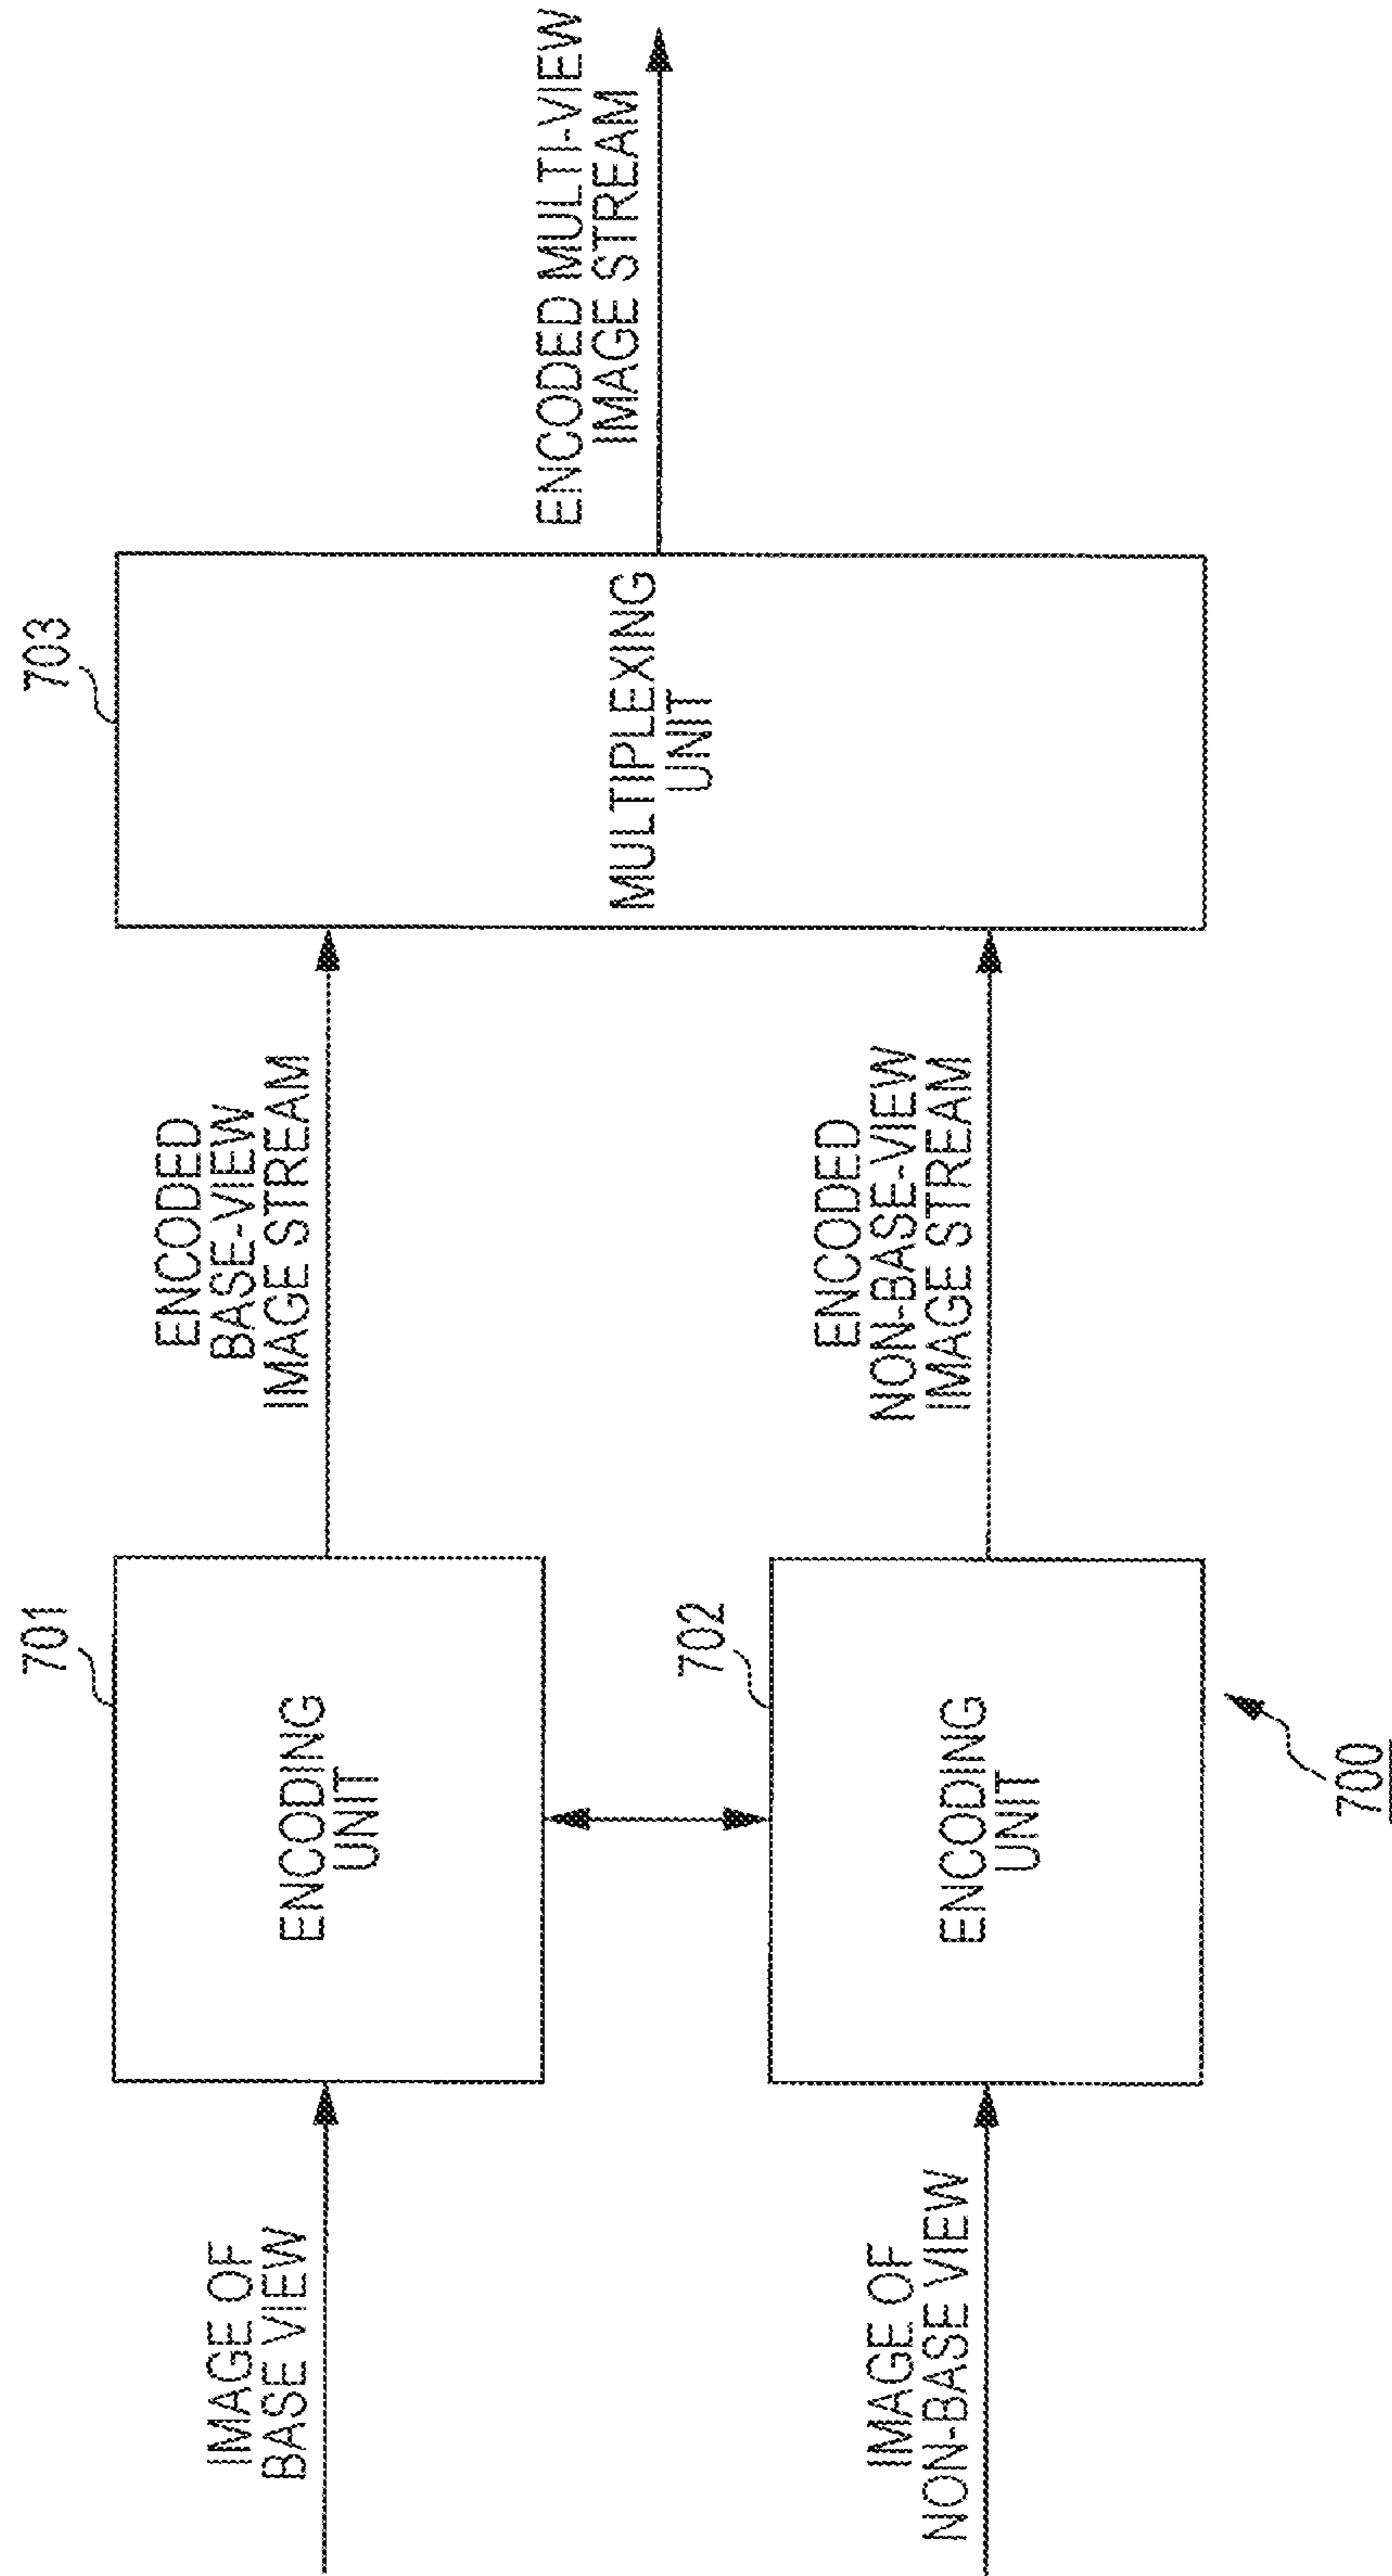 IMAGE OF
BASE VIEW
701
ENCODING
UNIT
ENCODED
BASE-VIEW
IMAGE STREAM
703
MULTIPLEXING
UNIT
ENCODED MULTI-VIEW
IMAGE STREAM
IMAGE OF
NON-BASE VIEW
702
ENCODING
UNIT
ENCODED
NON-BASE-VIEW
IMAGE STREAM
700